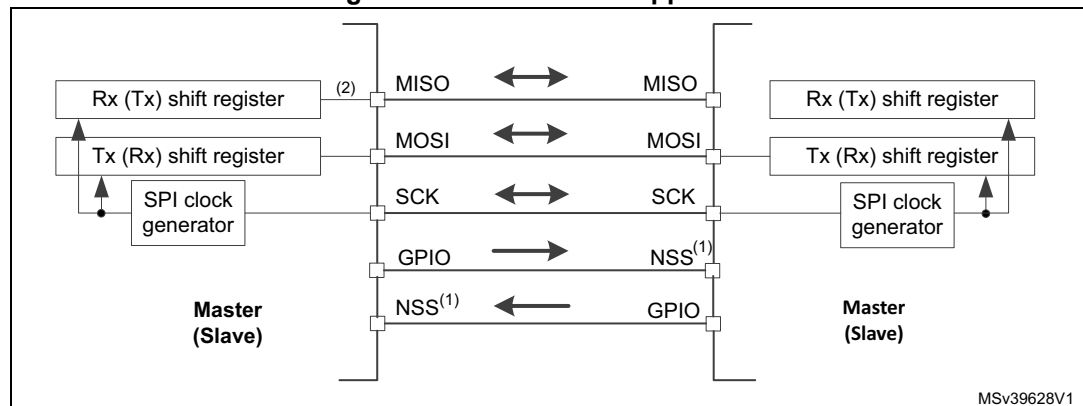 MISO MISO
Rx (Tx) shift register (2) Rx (Tx) shift register
MOSI MOSI
Tx (Rx) shift register Tx (Rx) shift register
SCK SCK
SPI clock
generator
SPI clock
generator
GPIO NSS(1)
NSS(1) GPIO
Master
(Slave)
Master
(Slave)
MSv39628V1